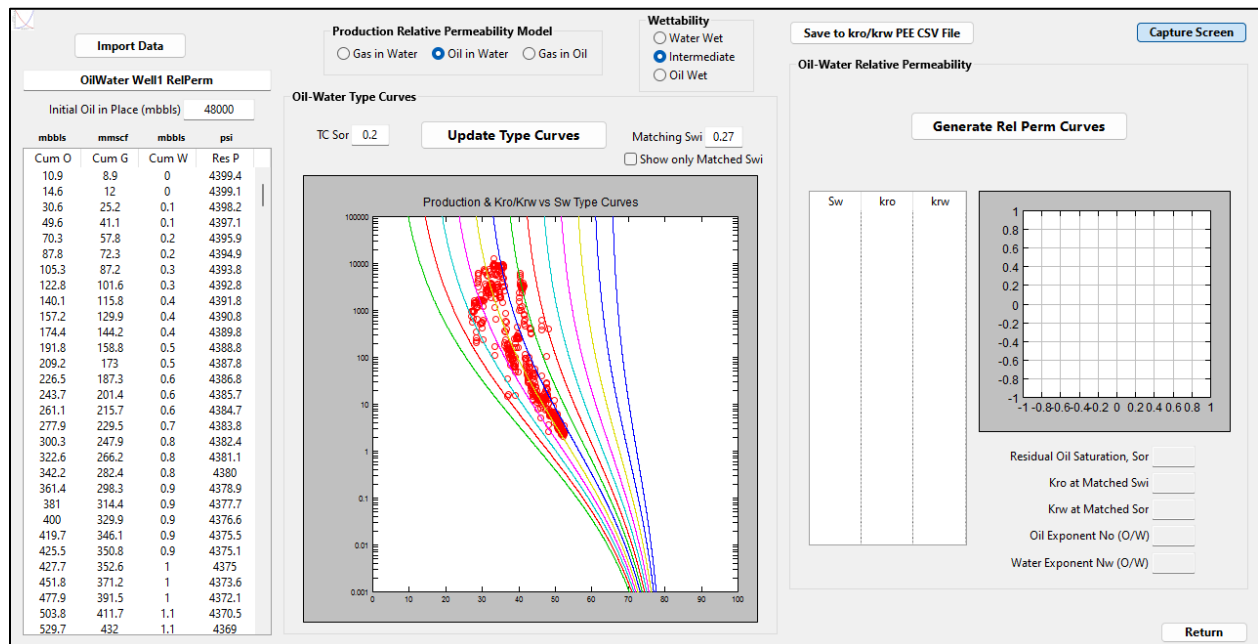 Import Data
OilWater Well1 RelPerm
Initial Oil in Place (mbbls) 48000
mbbls mmscf mbbls psi
Cum O Cum G Cum W Res P
10.9 8.9 0 4399.4
14.6 12 0 4399.1
30.6 25.2 0.1 4398.2
49.6 41.1 0.1 4397.1
70.3 57.8 0.2 4395.9
87.8 72.3 0.2 4394.9
105.3 87.2 0.3 4393.8
122.8 101.6 0.3 4392.8
140.1 115.8 0.4 4391.8
157.2 129.9 0.4 4390.8
174.4 144.2 0.4 4389.8
191.8 158.8 0.5 4388.8
209.2 173 0.5 4387.8
226.5 187.3 0.6 4386.8
243.7 201.4 0.6 4385.7
261.1 215.7 0.6 4384.7
277.9 229.5 0.7 4383.8
300.3 247.9 0.8 4382.4
322.6 266.2 0.8 4381.1
342.2 282.4 0.8 4380
361.4 298.3 0.9 4378.9
381 314.4 0.9 4377.7
400 329.9 0.9 4376.6
419.7 346.1 0.9 4375.5
425.5 350.8 0.9 4375.1
427.7 352.6 1 4375
451.8 371.2 1 4373.6
477.9 391.5 1 4372.1
503.8 411.7 1.1 4370.5
529.7 432 1.1 4369
Production Relative Permeability Model
Gas in Water Oil in Water Gas in Oil
Wettability
Water Wet
Intermediate
Oil Wet
Oil-Water Type Curves
TC Sor 0.2
Update Type Curves
Matching Swi 0.27
Show only Matched Swi
Production & Kro/Krw vs Sw Type Curves
100000
10000
1000
100
10
1
0.1
0.01
0.001
0 10 20 30 40 50 60 70 80 90 100
Save to kro/krw PEE CSV File
Capture Screen
Oil-Water Relative Permeability
Generate Rel Perm Curves
Sw kro krw
1
0.8
0.6
0.4
0.2
0
-0.2
-0.4
-0.6
-0.8
-1
-1 -0.8 -0.6 -0.4 -0.2 0 0.2 0.4 0.6 0.8 1
Residual Oil Saturation, Sor
Kro at Matched Swi
Krw at Matched Sor
Oil Exponent No (O/W)
Water Exponent Nw (O/W)
Return